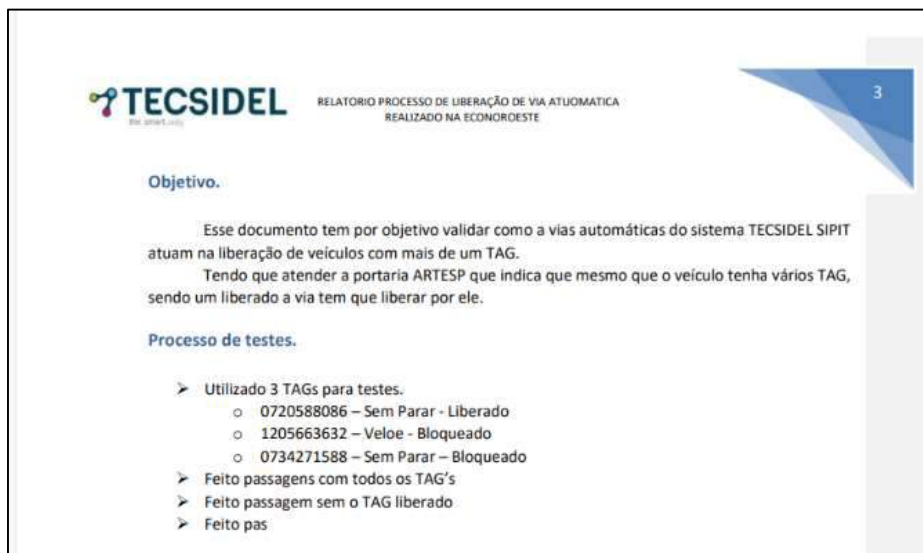 TECSIDEL
the smart way
RELATORIO PROCESSO DE LIBERAÇÃO DE VIA ATUOMATICA
REALIZADO NA ECONOROESTE
3
Objetivo.
Esse documento tem por objetivo validar como a vias automáticas do sistema TECSIDEL SIPIT
atuam na liberação de veículos com mais de um TAG.
Tendo que atender a portaria ARTESP que indica que mesmo que o veículo tenha vários TAG,
sendo um liberado a via tem que liberar por ele.
Processo de testes.
➤ Utilizado 3 TAGs para testes.
o 0720588086 – Sem Parar - Liberado
o 1205663632 – Veloe - Bloqueado
o 0734271588 – Sem Parar – Bloqueado
➤ Feito passagens com todos os TAG's
➤ Feito passagem sem o TAG liberado
➤ Feito pas